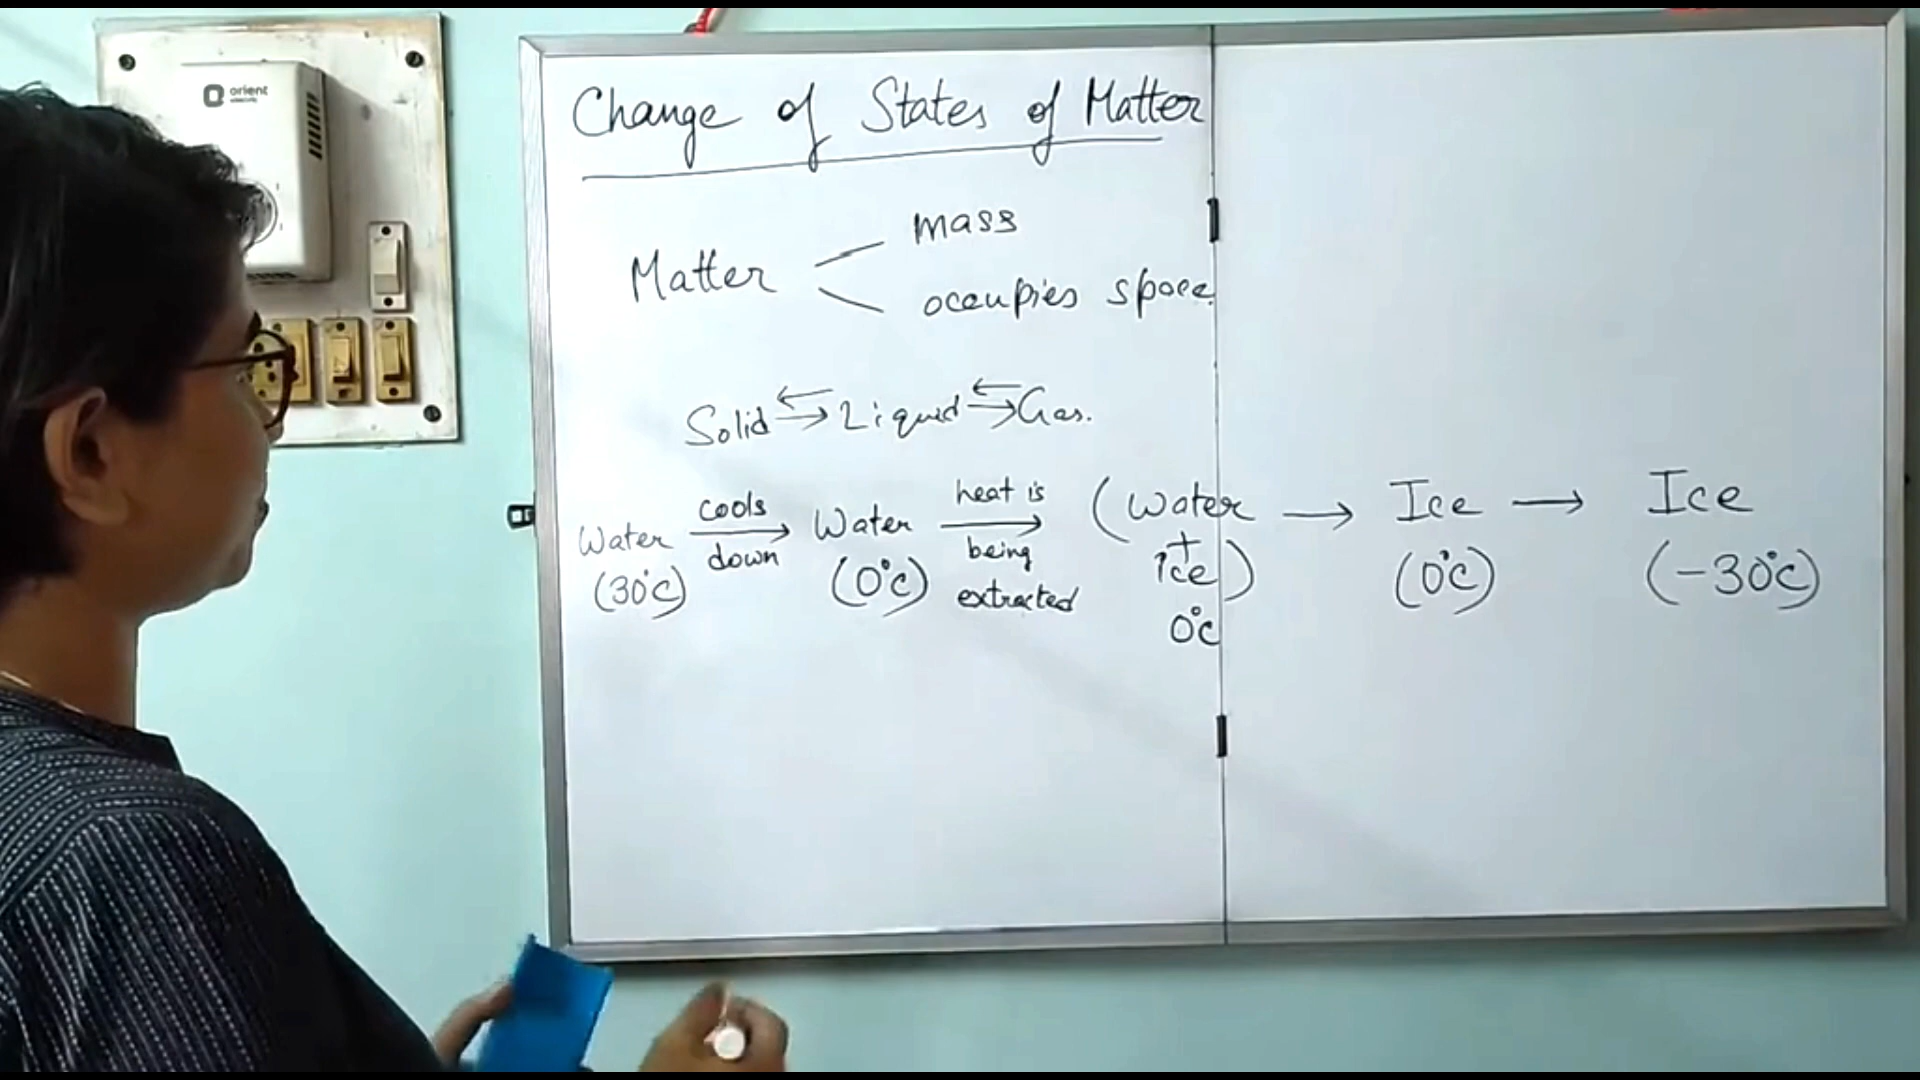 orient
Change of States of Matter
Matter
mass
occupies space
Solid ⇄ Liquid ⇄ Gas.
Water (30°C) cools down → Water (0°C) heat is being extracted → (Water + ice) 0°C → Ice (0°C) → Ice (-30°C)